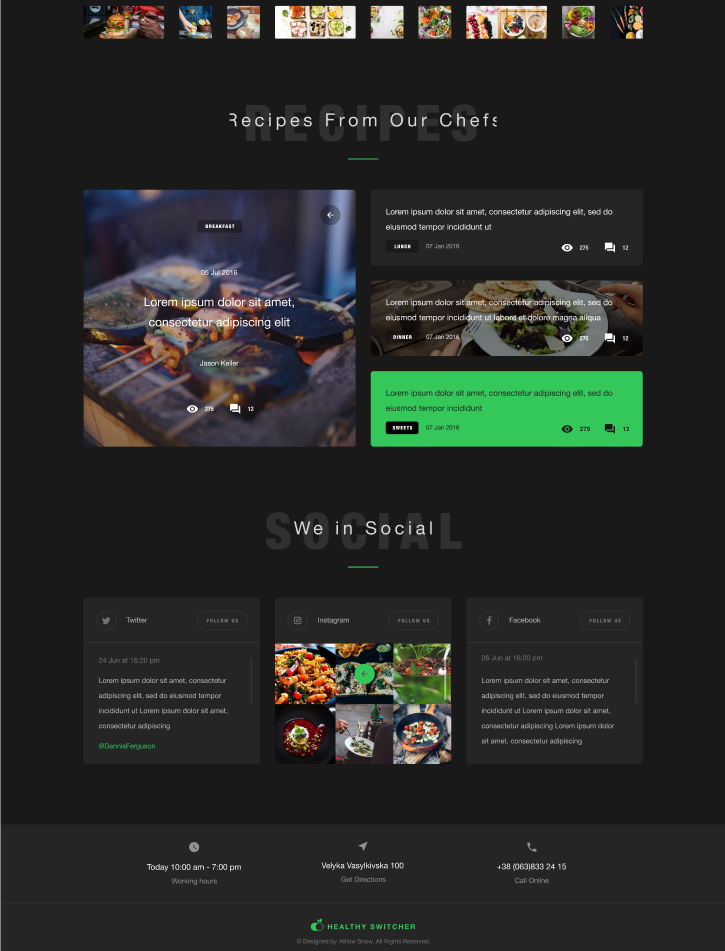 RECIPES
Recipes From Our Chefs
BREAKFAST
05 Jul 2016
Lorem ipsum dolor sit amet,
consectetur adipiscing elit
Jason Keller
275 12
Lorem ipsum dolor sit amet, consectetur adipiscing elit, sed do
eiusmod tempor incididunt ut
LUNCH 07 Jan 2016 275 12
Lorem ipsum dolor sit amet, consectetur adipiscing elit, sed do
eiusmod tempor incididunt ut labore et dolore magna aliqua
DINNER 07 Jan 2016 275 12
Lorem ipsum dolor sit amet, consectetur adipiscing elit, sed do
eiusmod tempor incididunt
SWEETS 07 Jan 2016 275 12
SOCIAL
We in Social
Twitter FOLLOW US
24 Jun at 16:20 pm
Lorem ipsum dolor sit amet, consectetur
adipiscing elit, sed do eiusmod tempor
incididunt ut Lorem ipsum dolor sit amet,
consectetur adipiscing
@DennisFerguson
Instagram FOLLOW US
Facebook FOLLOW US
26 Jun at 16:20 pm
Lorem ipsum dolor sit amet, consectetur
adipiscing elit, sed do eiusmod tempor
incididunt ut Lorem ipsum dolor sit amet,
consectetur adipiscing Lorem ipsum dolor
sit amet, consectetur adipiscing
Today 10:00 am - 7:00 pm
Working hours
Velyka Vasylkivska 100
Get Directions
+38 (063)833 24 15
Call Online
HEALTHY SWITCHER
© Designed by Yellow Snow. All Rights Reserved.